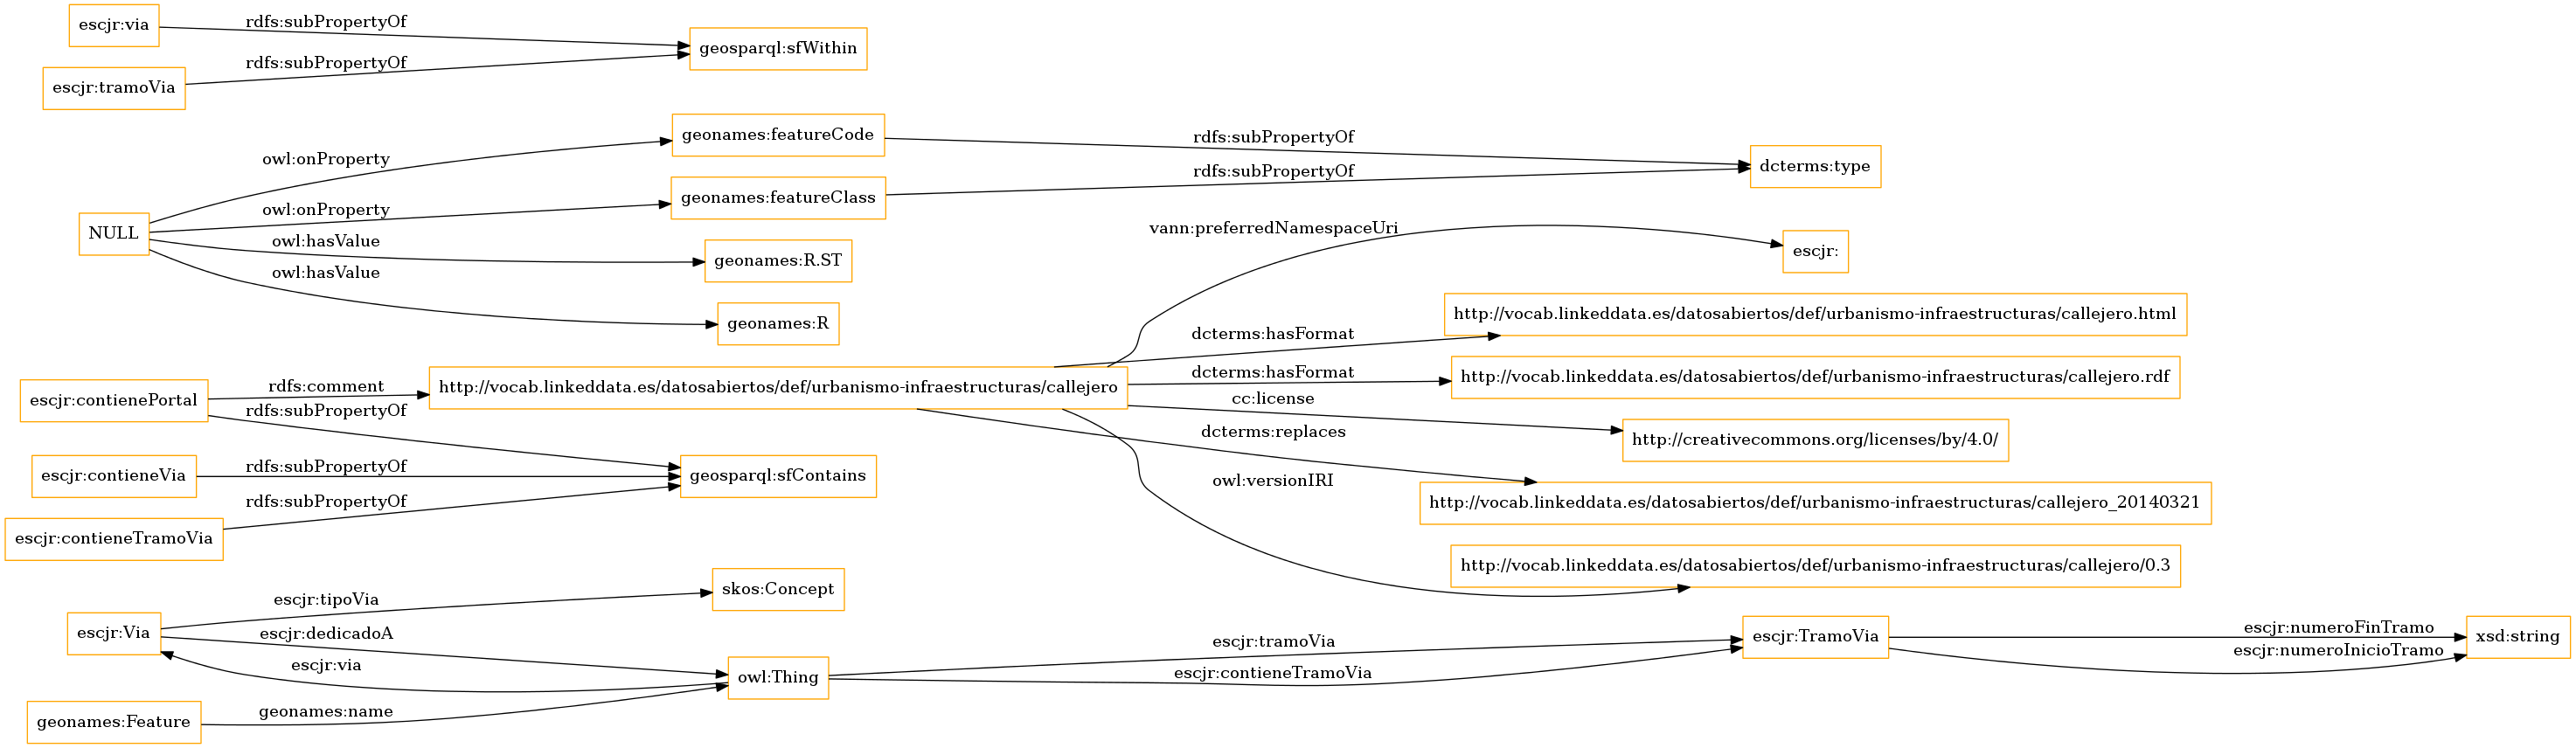 escjr:via
rdfs:subPropertyOf
geosparql:sfWithin
escjr:tramoVia
rdfs:subPropertyOf
NULL
owl:onProperty
geonames:featureCode
rdfs:subPropertyOf
dcterms:type
owl:onProperty
geonames:featureClass
rdfs:subPropertyOf
owl:hasValue
geonames:R.ST
owl:hasValue
geonames:R
escjr:contienePortal
rdfs:comment
http://vocab.linkeddata.es/datosabiertos/def/urbanismo-infraestructuras/callejero
vann:preferredNamespaceUri
escjr:
dcterms:hasFormat
http://vocab.linkeddata.es/datosabiertos/def/urbanismo-infraestructuras/callejero.html
dcterms:hasFormat
http://vocab.linkeddata.es/datosabiertos/def/urbanismo-infraestructuras/callejero.rdf
cc:license
http://creativecommons.org/licenses/by/4.0/
dcterms:replaces
http://vocab.linkeddata.es/datosabiertos/def/urbanismo-infraestructuras/callejero_20140321
owl:versionIRI
http://vocab.linkeddata.es/datosabiertos/def/urbanismo-infraestructuras/callejero/0.3
rdfs:subPropertyOf
geosparql:sfContains
escjr:contieneVia
rdfs:subPropertyOf
escjr:contieneTramoVia
rdfs:subPropertyOf
escjr:Via
escjr:tipoVia
skos:Concept
escjr:dedicadoA
owl:Thing
escjr:via
geonames:Feature
geonames:name
escjr:tramoVia
escjr:TramoVia
escjr:contieneTramoVia
escjr:numeroFinTramo
xsd:string
escjr:numeroInicioTramo